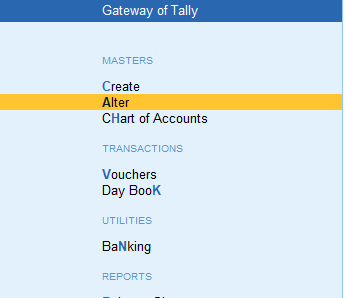 Gateway of Tally
MASTERS
Create
Alter
CHart of Accounts
TRANSACTIONS
Vouchers
Day BooK
UTILITIES
BaNking
REPORTS